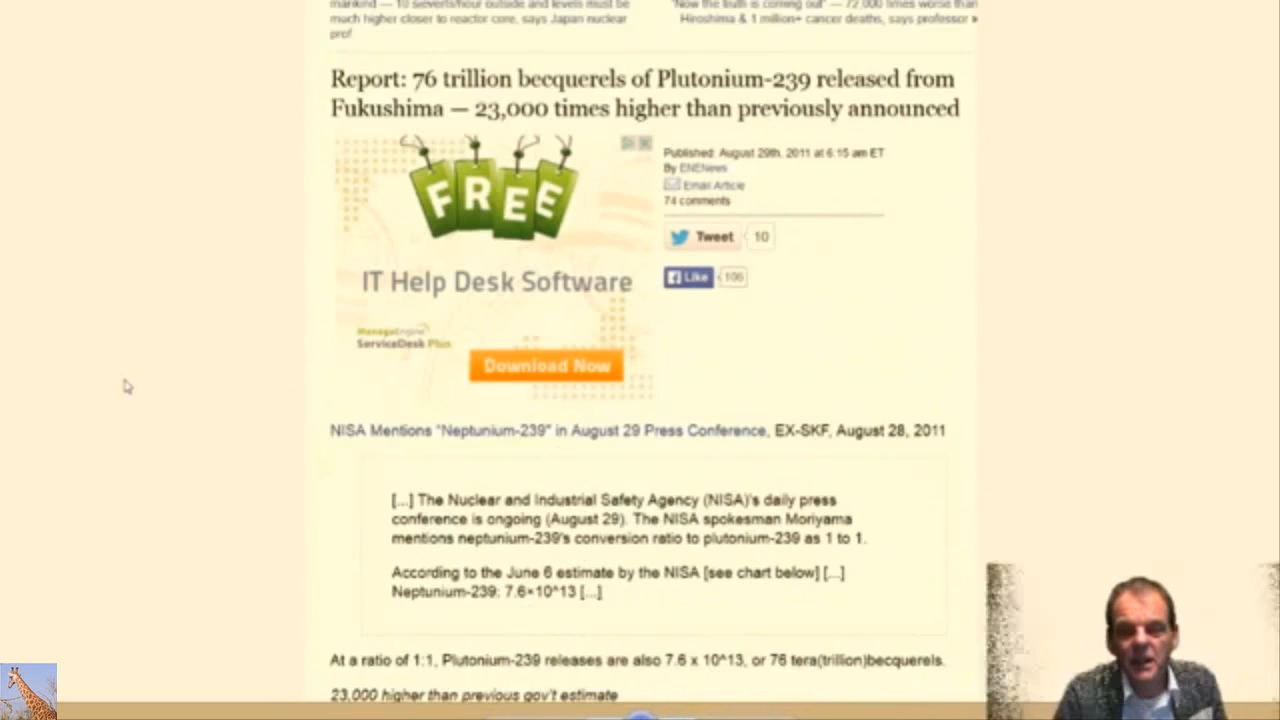 mankind — 10 sieverts/hour outside and levels must be
much higher closer to reactor core, says Japan nuclear
prof
"Now the truth is coming out" — 72,000 times worse than
Hiroshima & 1 million+ cancer deaths, says professor »
Report: 76 trillion becquerels of Plutonium-239 released from
Fukushima — 23,000 times higher than previously announced
FREE
IT Help Desk Software
ManageEngine
ServiceDesk Plus
Download Now
Published: August 29th, 2011 at 6:15 am ET
By ENENews
Email Article
74 comments
Tweet 10
Like 106
NISA Mentions "Neptunium-239" in August 29 Press Conference, EX-SKF, August 28, 2011
[...] The Nuclear and Industrial Safety Agency (NISA)'s daily press
conference is ongoing (August 29). The NISA spokesman Moriyama
mentions neptunium-239's conversion ratio to plutonium-239 as 1 to 1.
According to the June 6 estimate by the NISA [see chart below] [...]
Neptunium-239: 7.6×10^13 [...]
At a ratio of 1:1, Plutonium-239 releases are also 7.6 x 10^13, or 76 tera(trillion)becquerels.
23,000 higher than previous gov't estimate